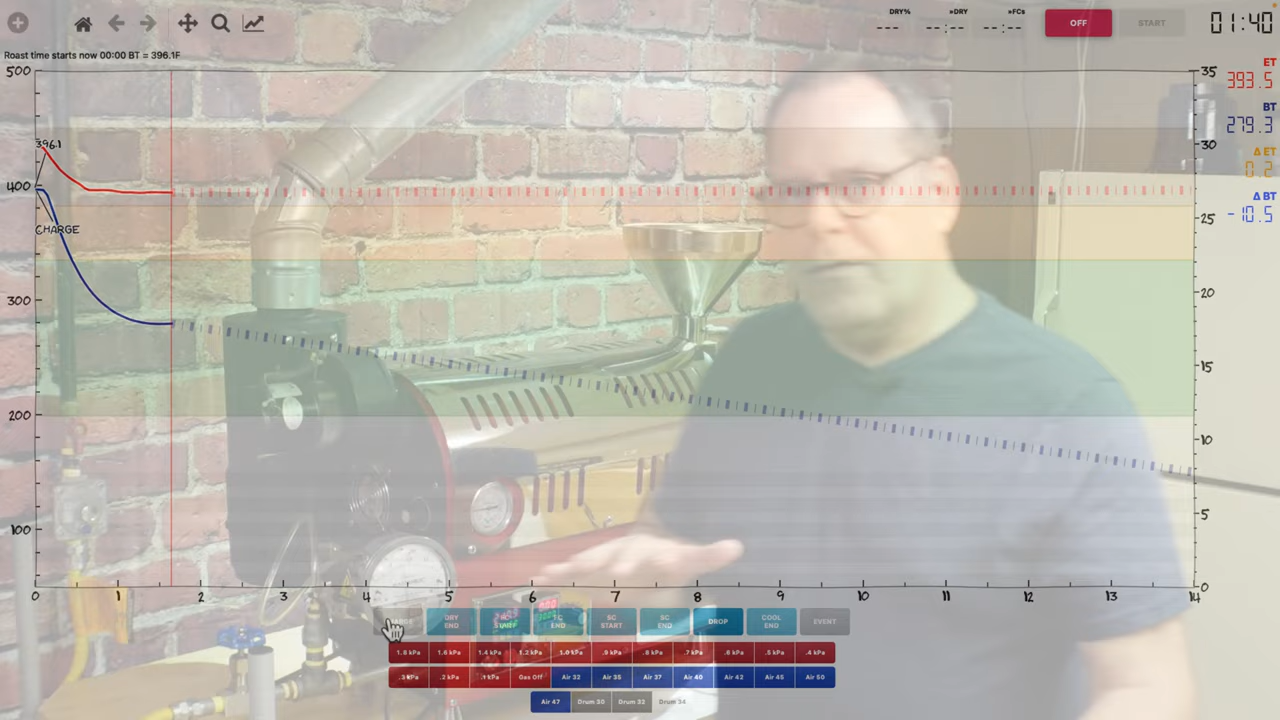 DRY% »DRY »FCs
--- --:-- --:-- OFF START 01:40
Roast time starts now 00:00 BT = 396.1F
ET
393.5
BT
279.3
Δ ET
0.2
Δ BT
-10.5
500
400
300
200
100
35
30
25
20
15
10
5
0
396.1
CHARGE
0 1 2 3 4 5 6 7 8 9 10 11 12 13 14
DRY END
SC START
SC END
DROP
COOL END
EVENT
1.8 kPa 1.6 kPa 1.4 kPa 1.2 kPa 1.0 kPa .9 kPa .8 kPa .7 kPa .6 kPa .5 kPa .4 kPa
.3 kPa .2 kPa .1 kPa Gas Off Air 32 Air 35 Air 37 Air 40 Air 42 Air 45 Air 50
Air 47 Drum 30 Drum 32 Drum 34